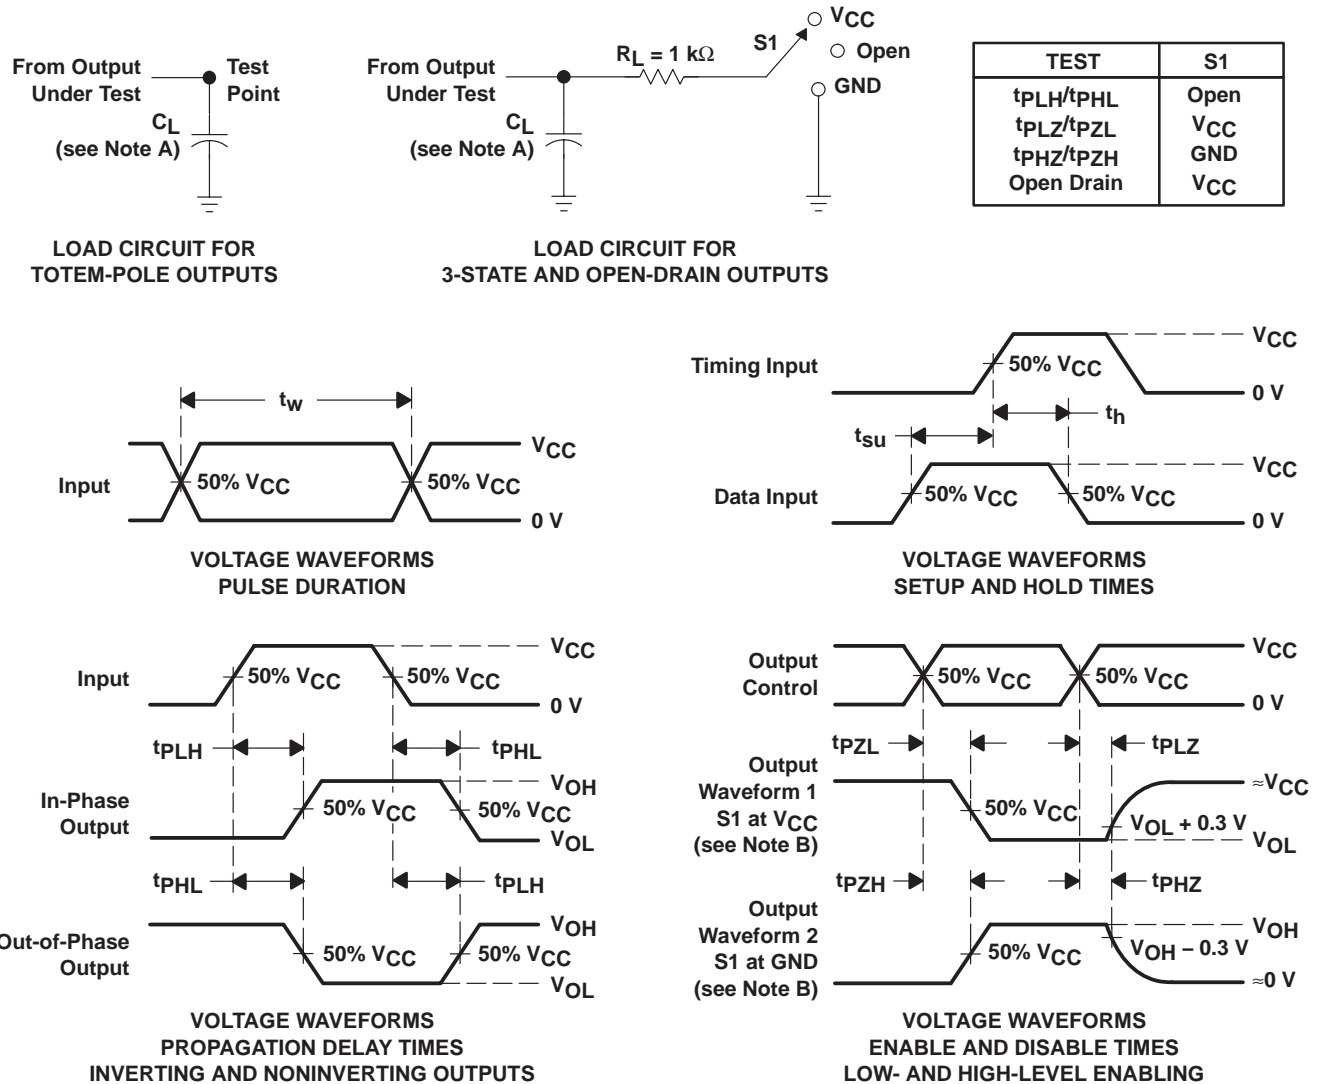 From Output
Under Test
Test
Point
CL
(see Note A)
LOAD CIRCUIT FOR
TOTEM-POLE OUTPUTS
From Output
Under Test
RL = 1 kΩ
S1
VCC
Open
GND
CL
(see Note A)
LOAD CIRCUIT FOR
3-STATE AND OPEN-DRAIN OUTPUTS
TEST S1
tPLH/tPHL Open
tPLZ/tPZL VCC
tPHZ/tPZH GND
Open Drain VCC
tw
Input
50% VCC
50% VCC
VCC
0 V
VOLTAGE WAVEFORMS
PULSE DURATION
Timing Input
50% VCC
VCC
0 V
th
tsu
Data Input
50% VCC
50% VCC
VCC
0 V
VOLTAGE WAVEFORMS
SETUP AND HOLD TIMES
Input
50% VCC
50% VCC
VCC
0 V
tPLH
tPHL
In-Phase
Output
50% VCC
50% VCC
VOH
VOL
tPHL
tPLH
Out-of-Phase
Output
50% VCC
50% VCC
VOH
VOL
VOLTAGE WAVEFORMS
PROPAGATION DELAY TIMES
INVERTING AND NONINVERTING OUTPUTS
Output
Control
50% VCC
50% VCC
VCC
0 V
tPZL
tPLZ
Output
Waveform 1
S1 at VCC
(see Note B)
50% VCC
VOL + 0.3 V
≈VCC
VOL
tPZH
tPHZ
Output
Waveform 2
S1 at GND
(see Note B)
50% VCC
VOH − 0.3 V
VOH
≈0 V
VOLTAGE WAVEFORMS
ENABLE AND DISABLE TIMES
LOW- AND HIGH-LEVEL ENABLING